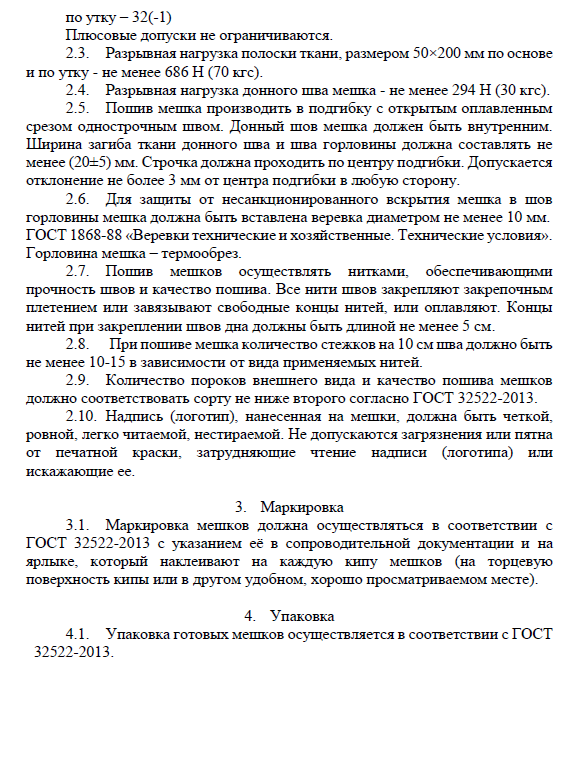 по утку – 32(-1)
Плюсовые допуски не ограничиваются.
2.3. Разрывная нагрузка полоски ткани, размером 50×200 мм по основе
и по утку - не менее 686 Н (70 кгс).
2.4. Разрывная нагрузка донного шва мешка - не менее 294 Н (30 кгс).
2.5. Пошив мешка производить в подгибку с открытым оплавленным
срезом однострочным швом. Донный шов мешка должен быть внутренним.
Ширина загиба ткани донного шва и шва горловины должна составлять не
менее (20±5) мм. Строчка должна проходить по центру подгибки. Допускается
отклонение не более 3 мм от центра подгибки в любую сторону.
2.6. Для защиты от несанкционированного вскрытия мешка в шов
горловины мешка должна быть вставлена веревка диаметром не менее 10 мм.
ГОСТ 1868-88 «Веревки технические и хозяйственные. Технические условия».
Горловина мешка – термообрез.
2.7. Пошив мешков осуществлять нитками, обеспечивающими
прочность швов и качество пошива. Все нити швов закрепляют закрепочным
плетением или завязывают свободные концы нитей, или оплавляют. Концы
нитей при закреплении швов дна должны быть длиной не менее 5 см.
2.8. При пошиве мешка количество стежков на 10 см шва должно быть
не менее 10-15 в зависимости от вида применяемых нитей.
2.9. Количество пороков внешнего вида и качество пошива мешков
должно соответствовать сорту не ниже второго согласно ГОСТ 32522-2013.
2.10. Надпись (логотип), нанесенная на мешки, должна быть четкой,
ровной, легко читаемой, нестираемой. Не допускаются загрязнения или пятна
от печатной краски, затрудняющие чтение надписи (логотипа) или
искажающие ее.
3. Маркировка
3.1. Маркировка мешков должна осуществляться в соответствии с
ГОСТ 32522-2013 с указанием её в сопроводительной документации и на
ярлыке, который наклеивают на каждую кипу мешков (на торцевую
поверхность кипы или в другом удобном, хорошо просматриваемом месте).
4. Упаковка
4.1. Упаковка готовых мешков осуществляется в соответствии с ГОСТ
32522-2013.